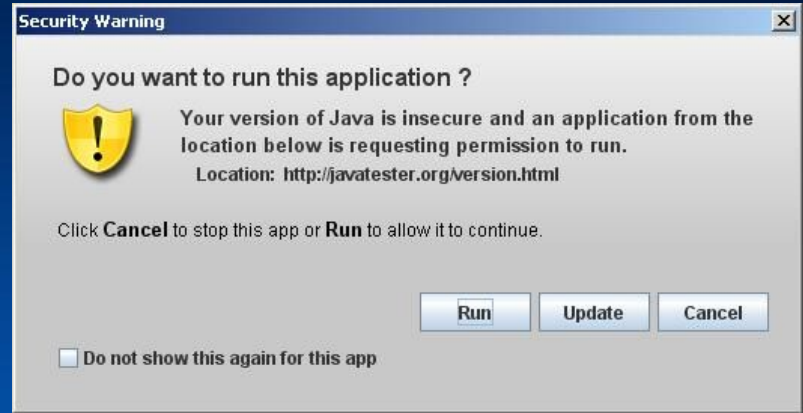 Security Warning
Do you want to run this application ?
Your version of Java is insecure and an application from the
location below is requesting permission to run.
Location: http://javatester.org/version.html
Click Cancel to stop this app or Run to allow it to continue.
Run Update Cancel
Do not show this again for this app